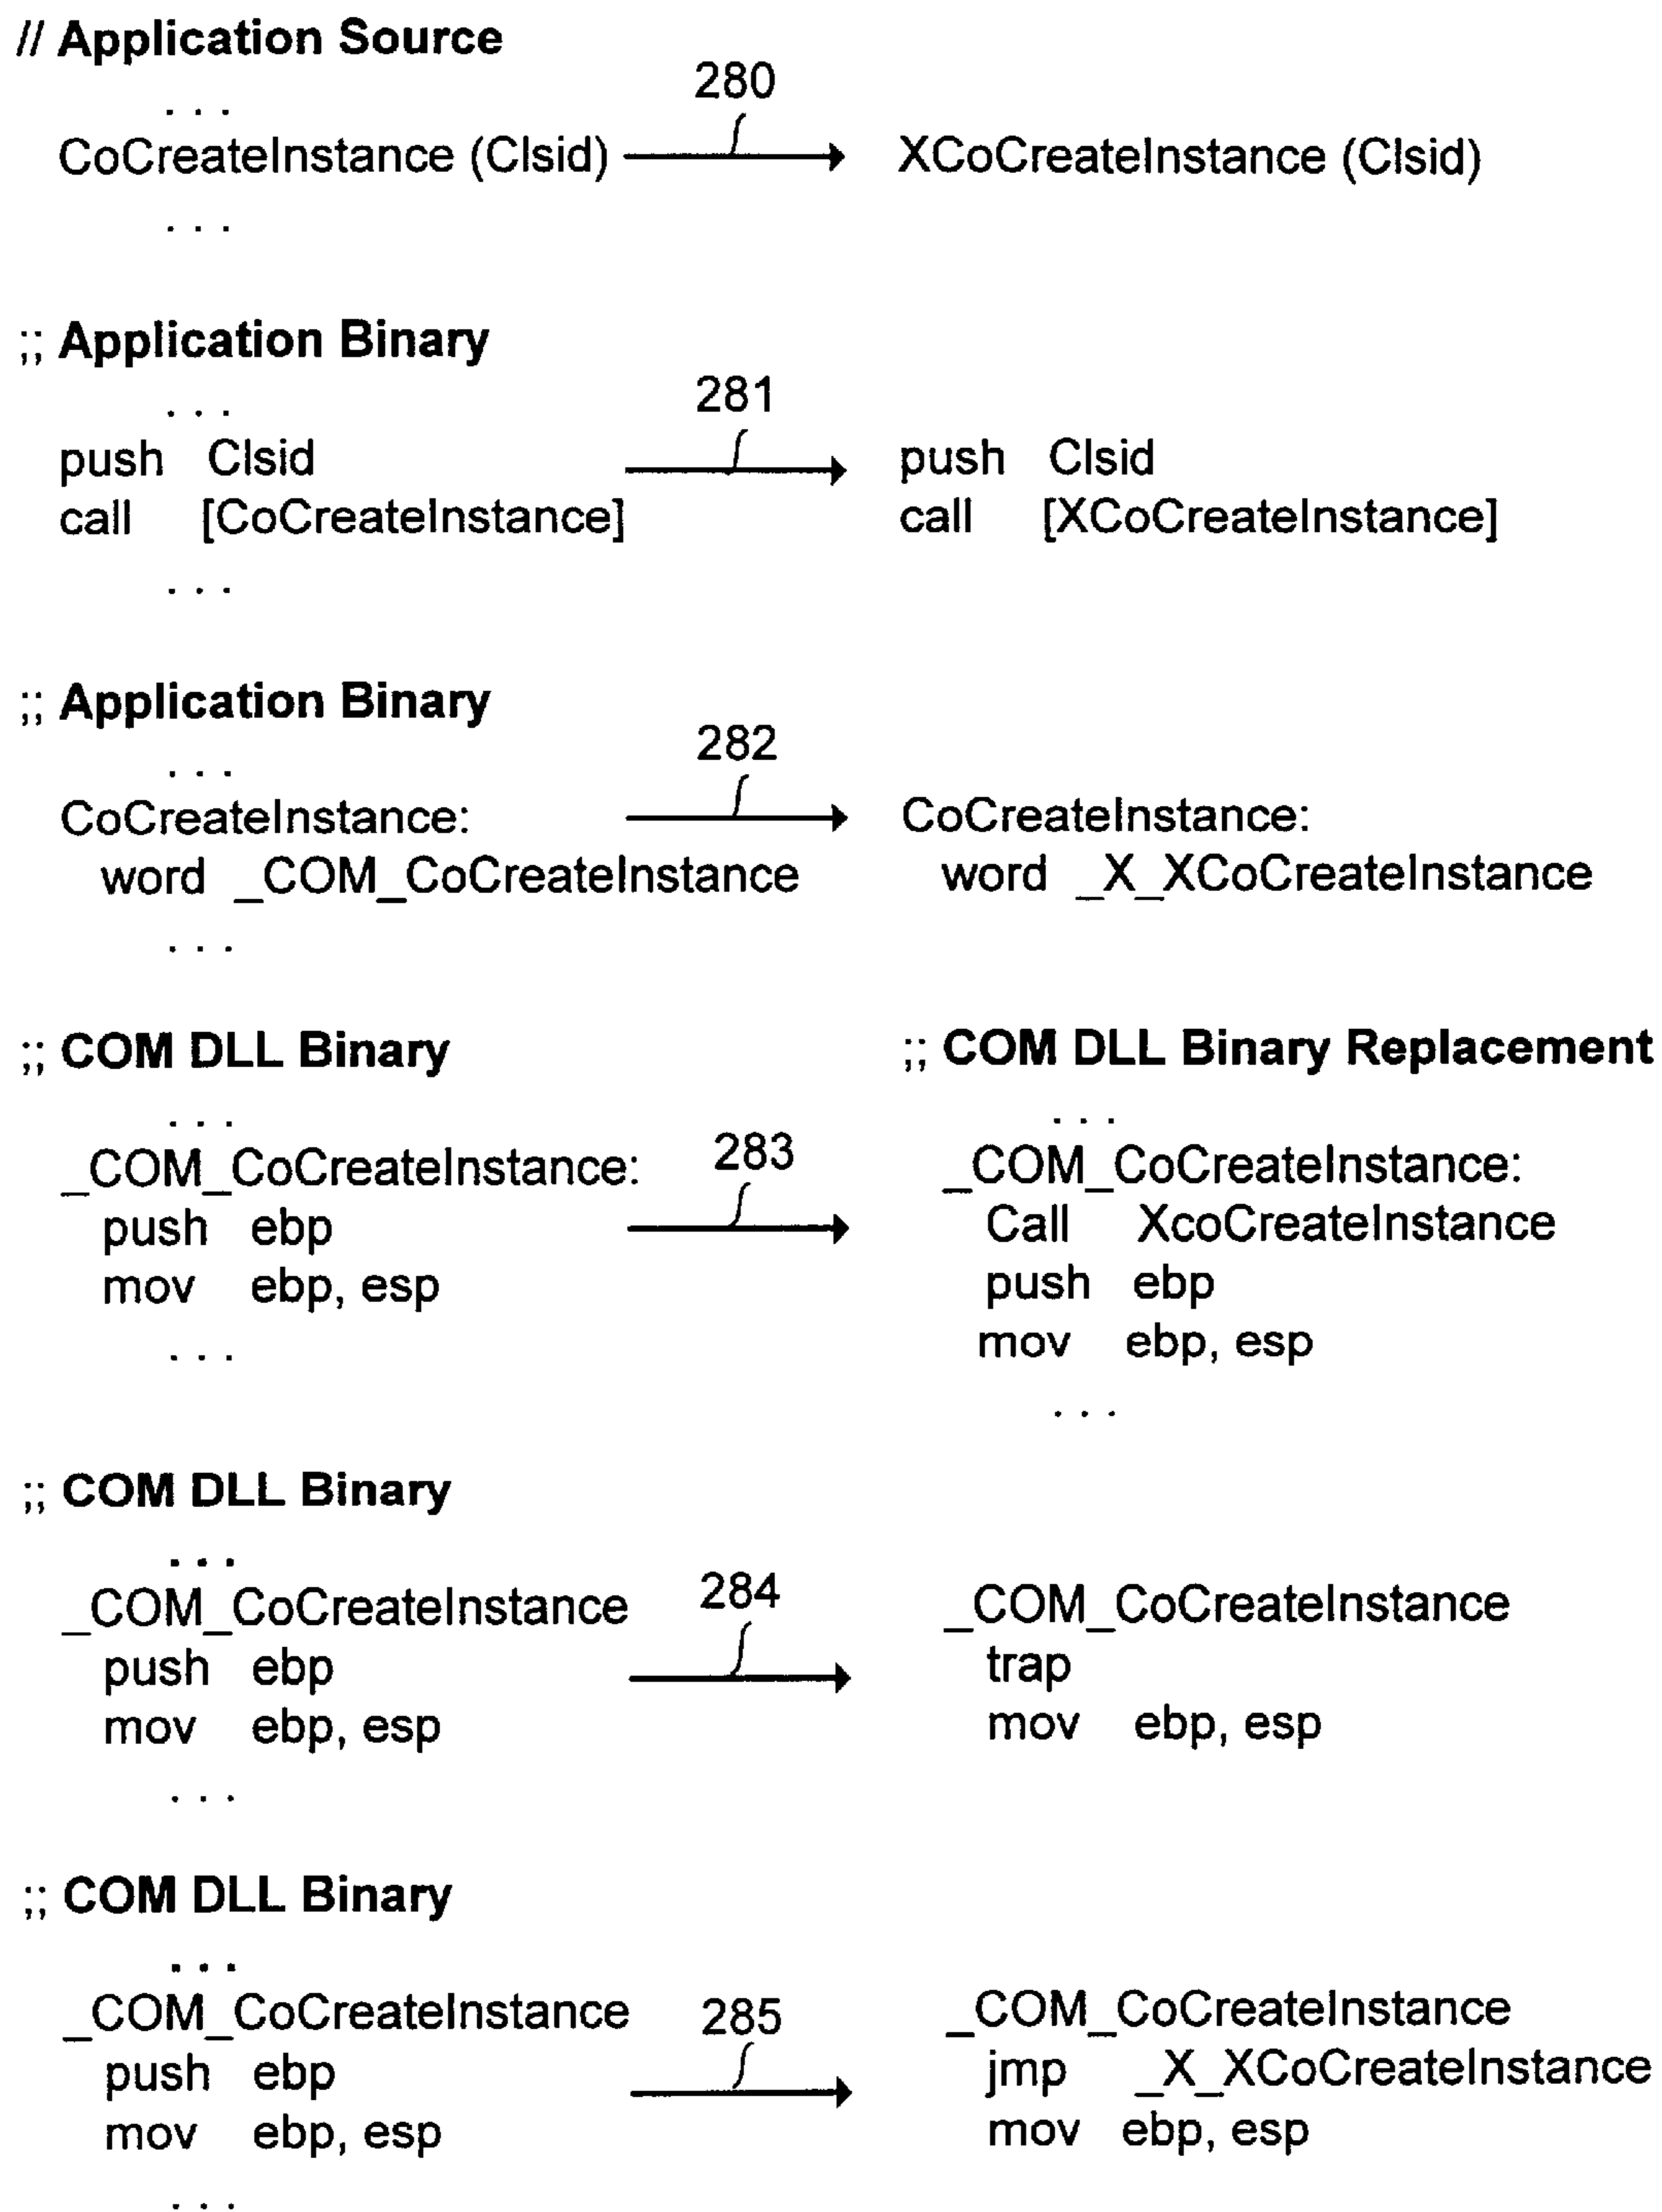 // Application Source
. . .
280
CoCreateInstance (Clsid) XCoCreateInstance (Clsid)
. . .
;; Application Binary
. . .
281
push Clsid push Clsid
call [CoCreateInstance] call [XCoCreateInstance]
. . .
;; Application Binary
. . .
282
CoCreateInstance: CoCreateInstance:
word _COM_CoCreateInstance word _X_XCoCreateInstance
. . .
;; COM DLL Binary ;; COM DLL Binary Replacement
. . . . . .
283
_COM_CoCreateInstance: _COM_CoCreateInstance:
push ebp Call XcoCreateInstance
mov ebp, esp push ebp
. . . mov ebp, esp
. . .
;; COM DLL Binary
. . .
284
_COM_CoCreateInstance _COM_CoCreateInstance
push ebp trap
mov ebp, esp mov ebp, esp
. . .
;; COM DLL Binary
. . .
285
_COM_CoCreateInstance _COM_CoCreateInstance
push ebp jmp _X_XCoCreateInstance
mov ebp, esp mov ebp, esp
. . .